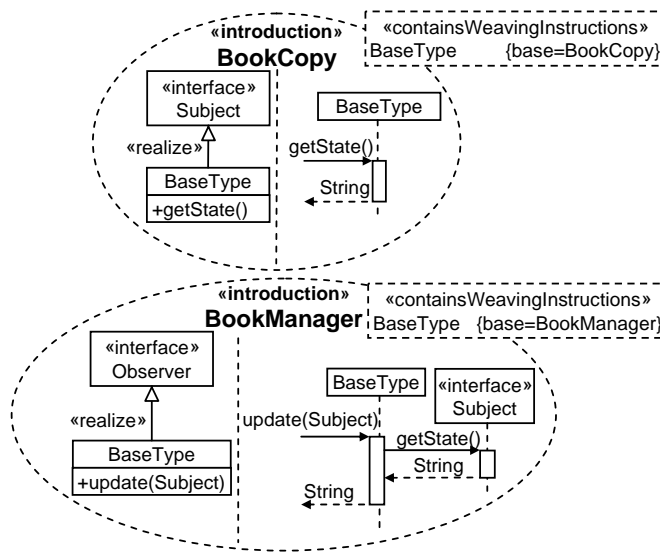 «introduction»
BookCopy
«containsWeavingInstructions»
BaseType {base=BookCopy}
«interface»
Subject
«realize»
BaseType
+getState()
BaseType
getState()
String
«introduction»
BookManager
«containsWeavingInstructions»
BaseType {base=BookManager}
«interface»
Observer
«realize»
BaseType
+update(Subject)
BaseType
«interface»
Subject
update(Subject)
getState()
String
String